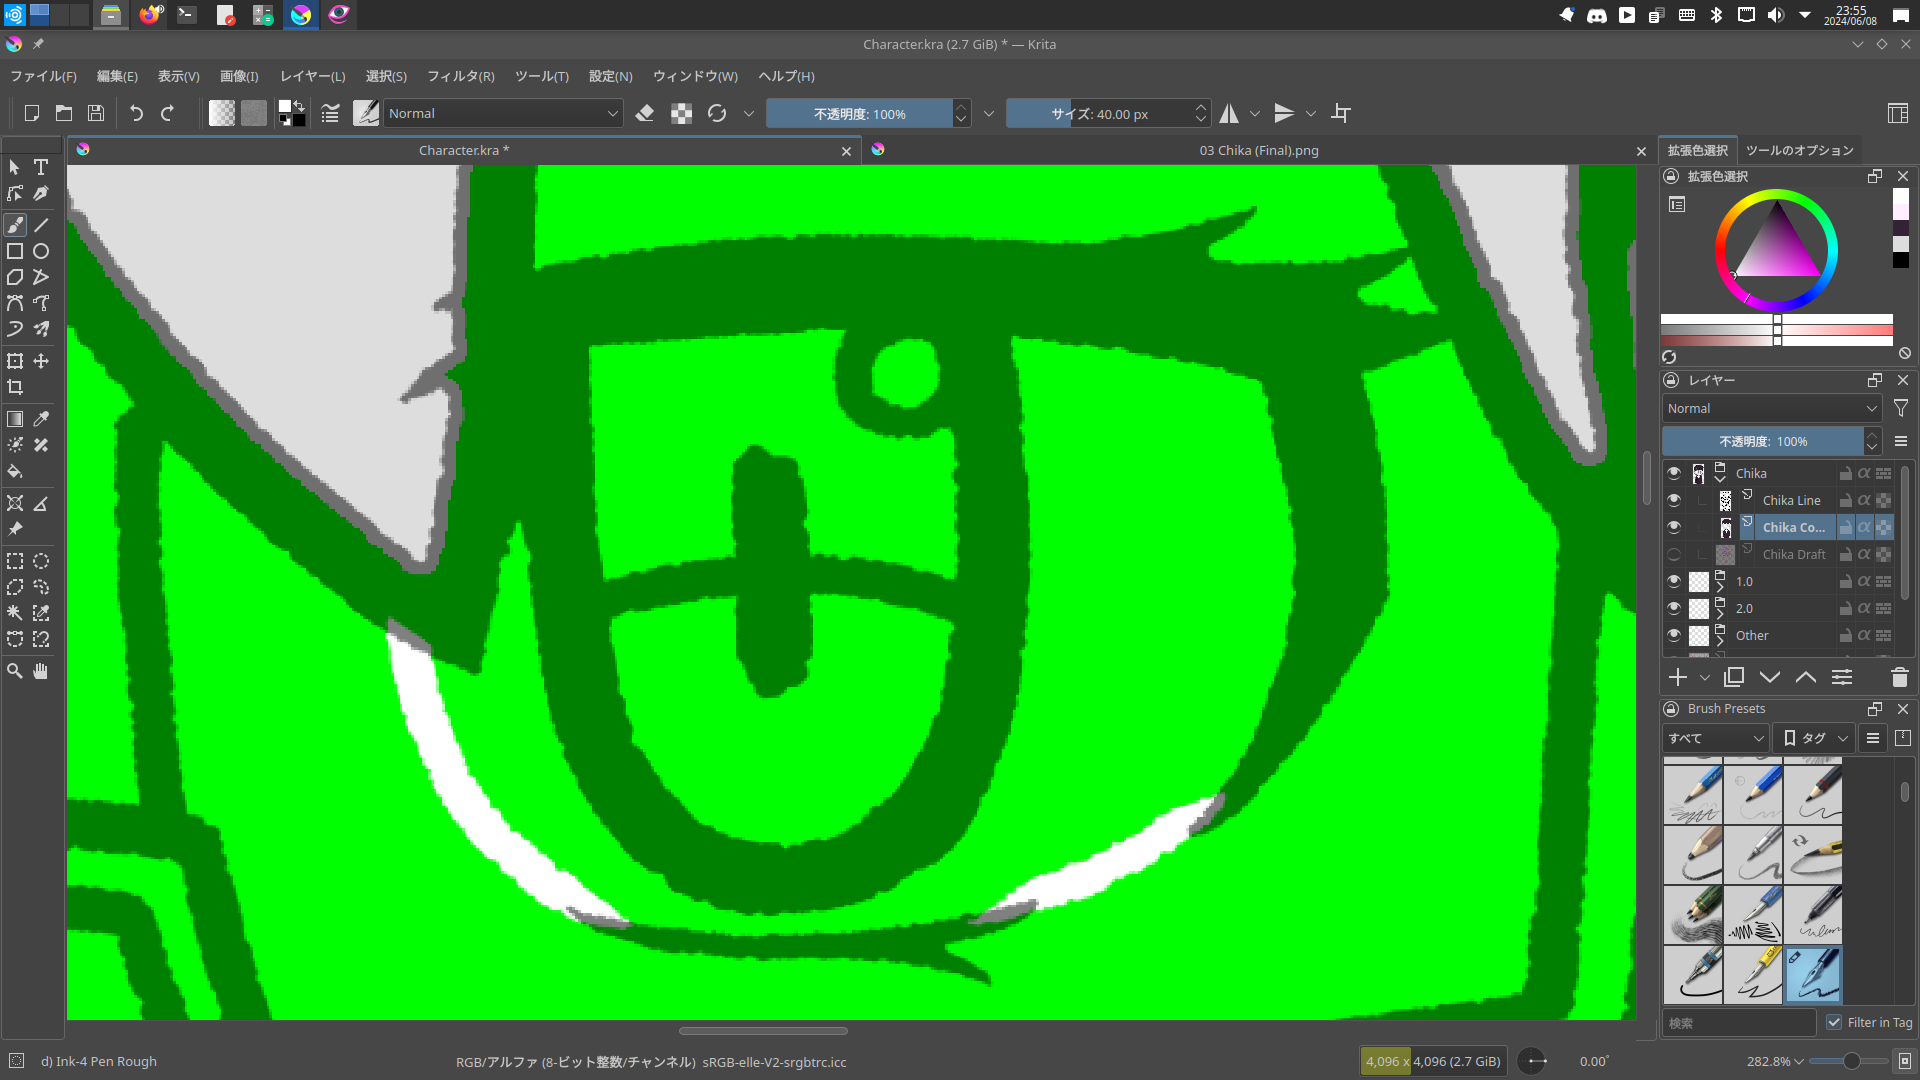 23:55
2024/06/08
Character.kra (2.7 GiB) * — Krita
ファイル(F) 編集(E) 表示(V) 画像(I) レイヤー(L) 選択(S) フィルタ(R) ツール(T) 設定(N) ウィンドウ(W) ヘルプ(H)
Normal 不透明度: 100% サイズ: 40.00 px
Character.kra * 03 Chika (Final).png
拡張色選択 ツールのオプション
拡張色選択
レイヤー
Normal
不透明度: 100%
Chika
Chika Line
Chika Co...
Chika Draft
1.0
2.0
Other
Brush Presets
すべて タグ
検索 Filter in Tag
d) Ink-4 Pen Rough RGB/アルファ (8-ビット整数/チャンネル) sRGB-elle-V2-srgbtrc.icc 4,096 x 4,096 (2.7 GiB) 0.00° 282.8%